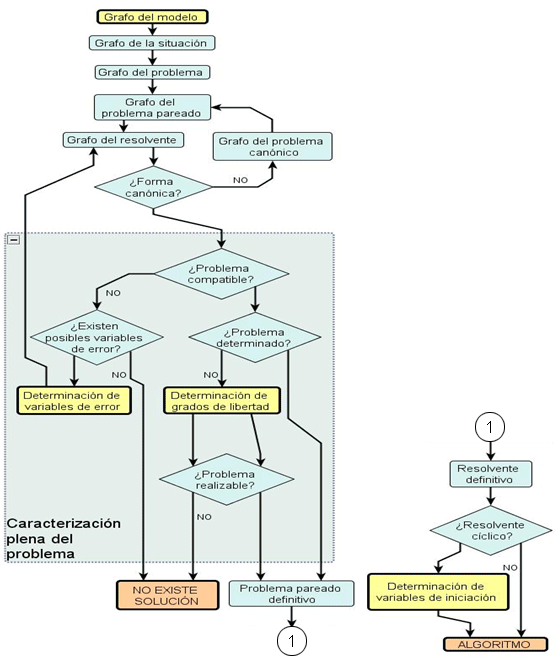 Grafo del modelo
Grafo de la situación
Grafo del problema
Grafo del
problema pareado
Grafo del resolvente
Grafo del problema
canónico
¿Forma
canónica?
NO
¿Problema
compatible?
NO
¿Existen
posibles variables
de error?
¿Problema
determinado?
NO
NO
Determinación de
variables de error
Determinación de
grados de libertad
¿Problema
realizable?
NO
Caracterización
plena del
problema
NO EXISTE
SOLUCIÓN
Problema pareado
definitivo
1
1
Resolvente
definitivo
¿Resolvente
cíclico?
NO
Determinación de
variables de iniciación
ALGORITMO